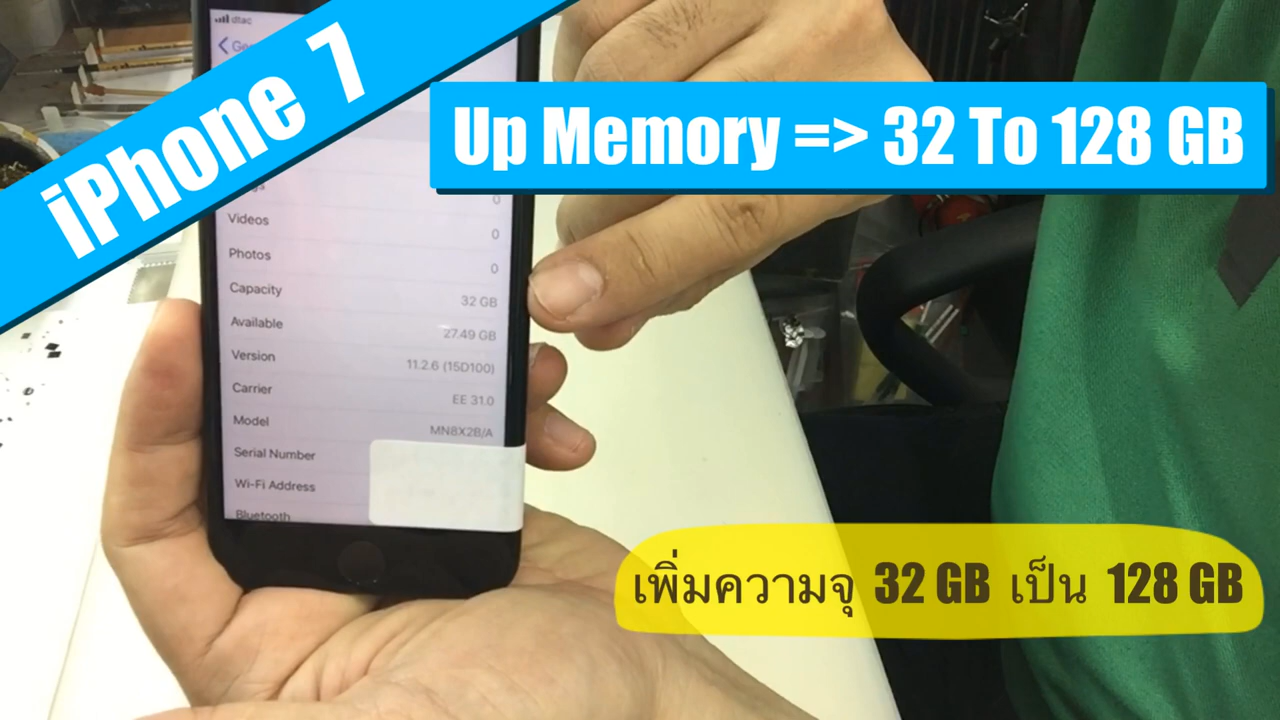 dtac
iPhone 7
Up Memory => 32 To 128 GB
0
Videos 0
Photos 0
Capacity 32 GB
Available 27.49 GB
Version 11.2.6 (15D100)
Carrier EE 31.0
Model MN8X2B/A
Serial Number
Wi-Fi Address
Bluetooth
เพิ่มความจุ 32 GB เป็น 128 GB